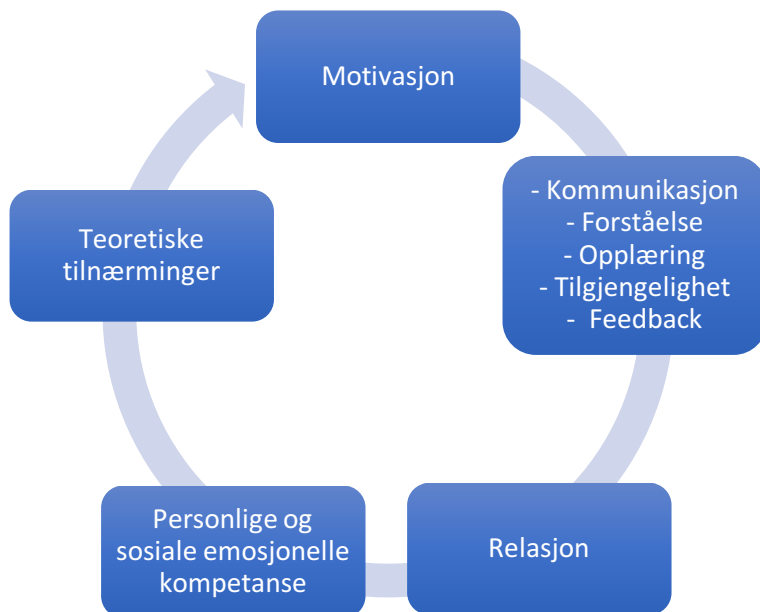 Motivasjon
- Kommunikasjon
- Forståelse
- Opplæring
- Tilgjengelighet
- Feedback
Relasjon
Personlige og
sosiale emosjonelle
kompetanse
Teoretiske
tilnærminger